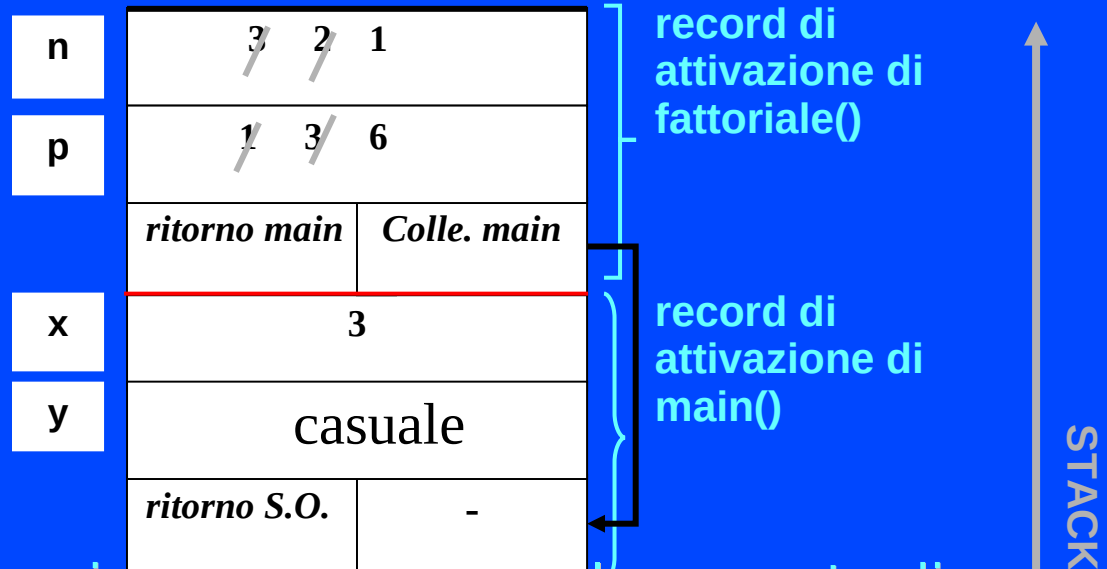 n
3 2 1
record di
attivazione di
fattoriale()
p
1 3 6
ritorno main
Colle. main
x
3
record di
attivazione di
main()
y
casuale
ritorno S.O.
-
STACK